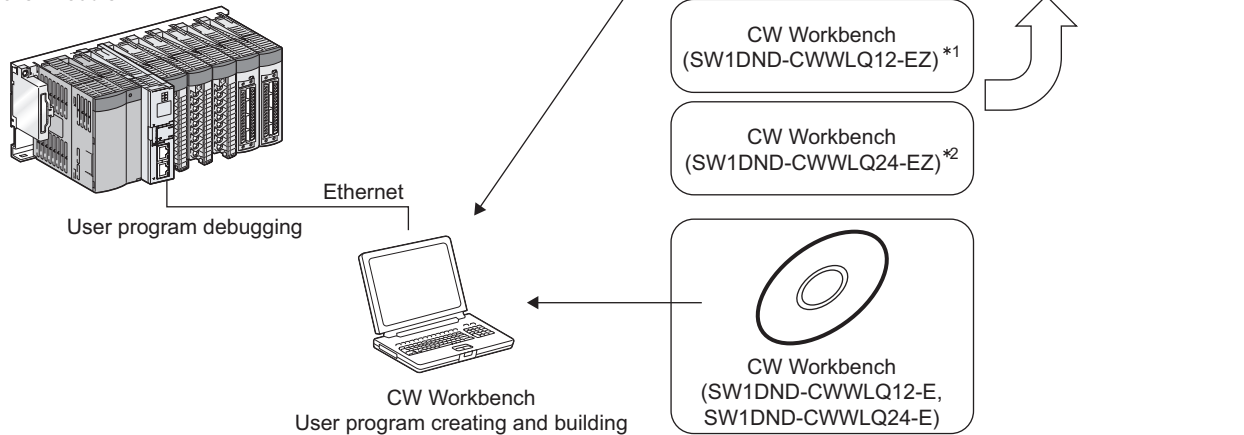 CW Workbench
(SW1DND-CWWLQ12-EZ)*1
CW Workbench
(SW1DND-CWWLQ24-EZ)*2
Ethernet
User program debugging
CW Workbench
User program creating and building
CW Workbench
(SW1DND-CWWLQ12-E,
SW1DND-CWWLQ24-E)